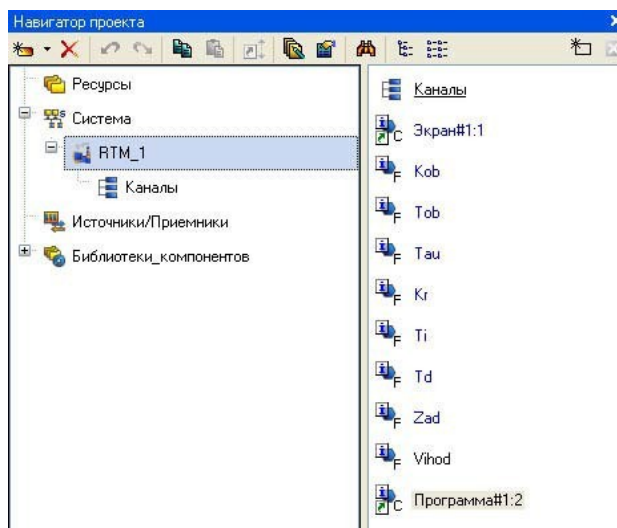 Навигатор проекта
Ресурсы
Система
RTM_1
Каналы
Источники/Приемники
Библиотеки_компонентов
Каналы
C Экран#1:1
F Kob
F Tob
F Tau
F Kr
F Ti
F Td
F Zad
F Vihod
C Программа#1:2